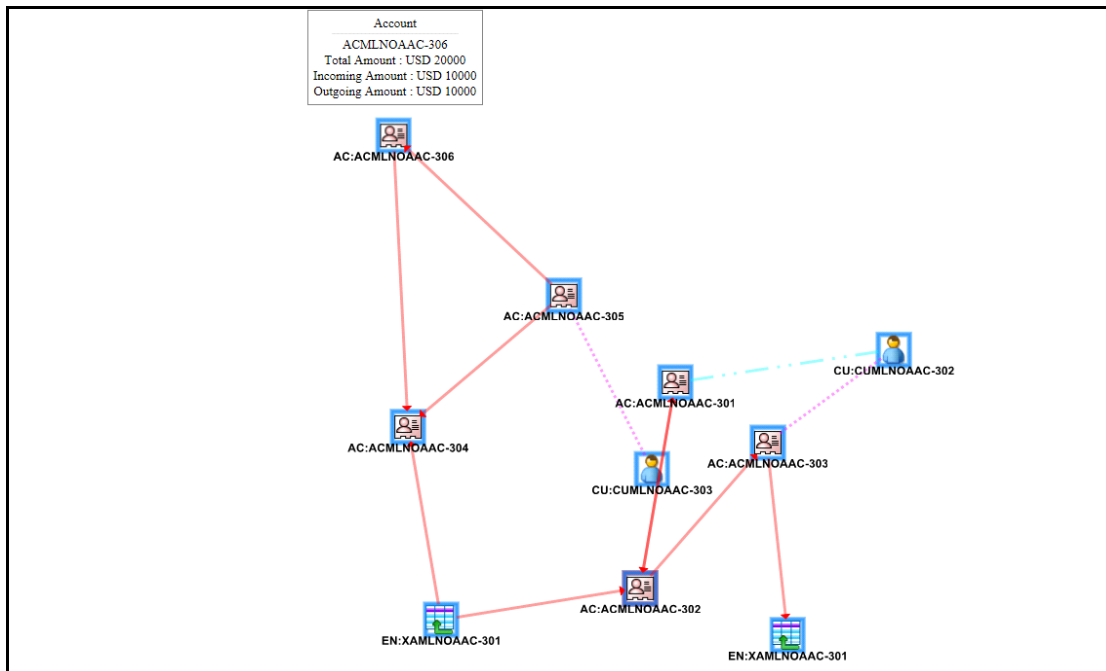 Account
ACMLNOAAC-306
Total Amount : USD 20000
Incoming Amount : USD 10000
Outgoing Amount : USD 10000
AC:ACMLNOAAC-306
AC:ACMLNOAAC-305
CU:CUMLNOAAC-302
AC:ACMLNOAAC-301
AC:ACMLNOAAC-304
AC:ACMLNOAAC-303
CU:CUMLNOAAC-303
AC:ACMLNOAAC-302
EN:XAMLNOAAC-301
EN:XAMLNOAAC-301